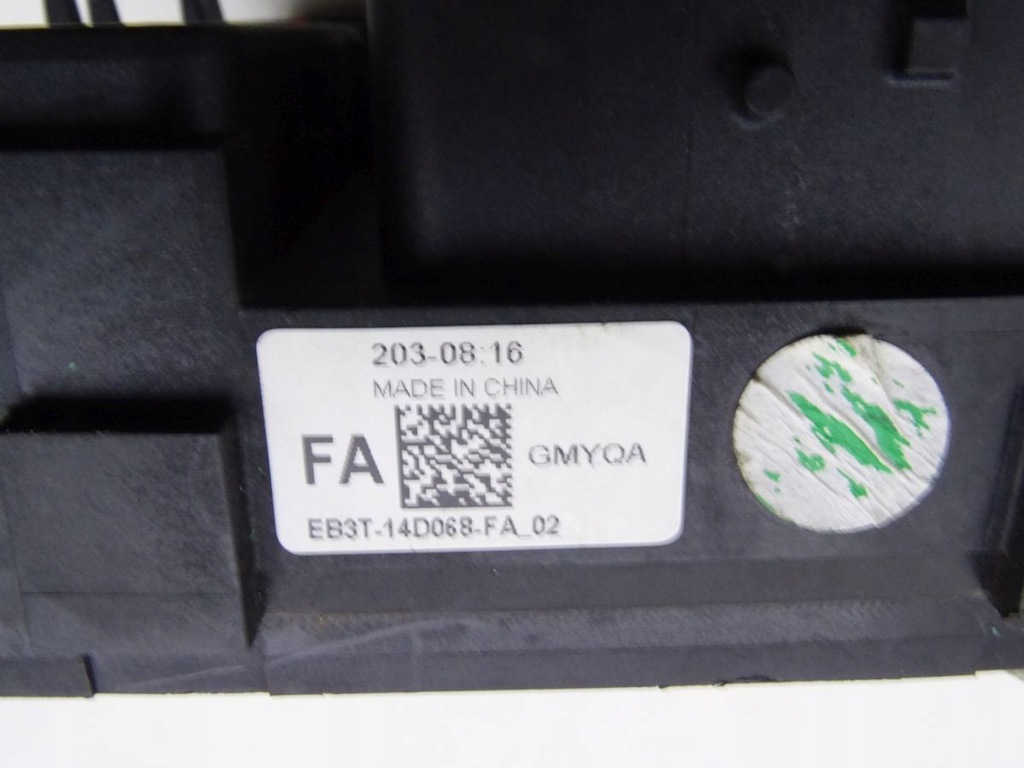 203-08:16
MADE IN CHINA
FA
GMYQA
EB3T-14D068-FA_02